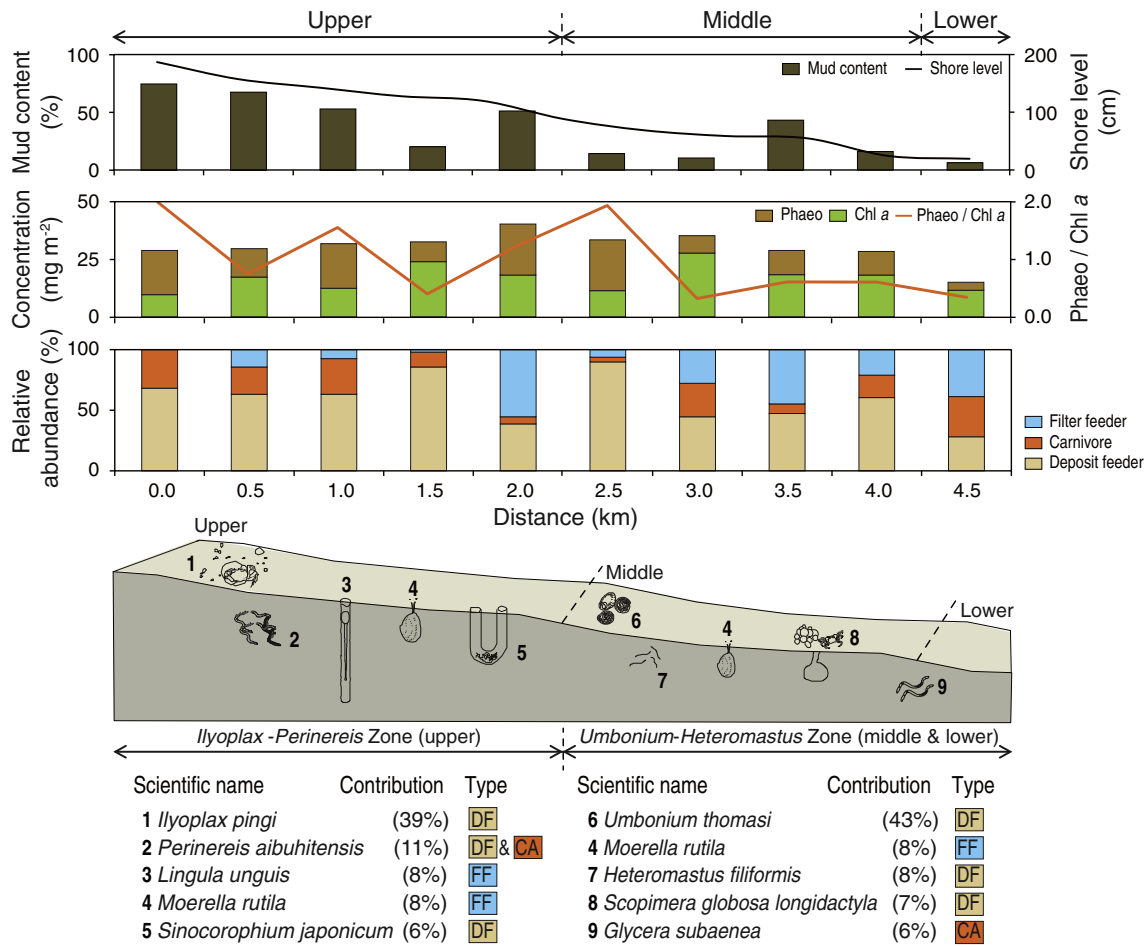 Upper Middle Lower
100 200
Mud content Shore level
50 100
0 0
Mud content (%)
Shore level (cm)
50 2.0
Phaeo Chl a Phaeo / Chl a
25 1.0
0 0.0
Concentration (mg m-2)
Phaeo / Chl a
100
50
0
Relative abundance (%)
Filter feeder
Carnivore
Deposit feeder
0.0 0.5 1.0 1.5 2.0 2.5 3.0 3.5 4.0 4.5
Distance (km)
Upper
Middle
Lower
1
2
3
4
5
6
7
4
8
9
Ilyoplax -Perinereis Zone (upper) Umbonium-Heteromastus Zone (middle & lower)
Scientific name Contribution Type Scientific name Contribution Type
1 Ilyoplax pingi (39%) DF 6 Umbonium thomasi (43%) DF
2 Perinereis aibuhitensis (11%) DF & CA 4 Moerella rutila (8%) FF
3 Lingula unguis (8%) FF 7 Heteromastus filiformis (8%) DF
4 Moerella rutila (8%) FF 8 Scopimera globosa longidactyla (7%) DF
5 Sinocorophium japonicum (6%) DF 9 Glycera subaenea (6%) CA